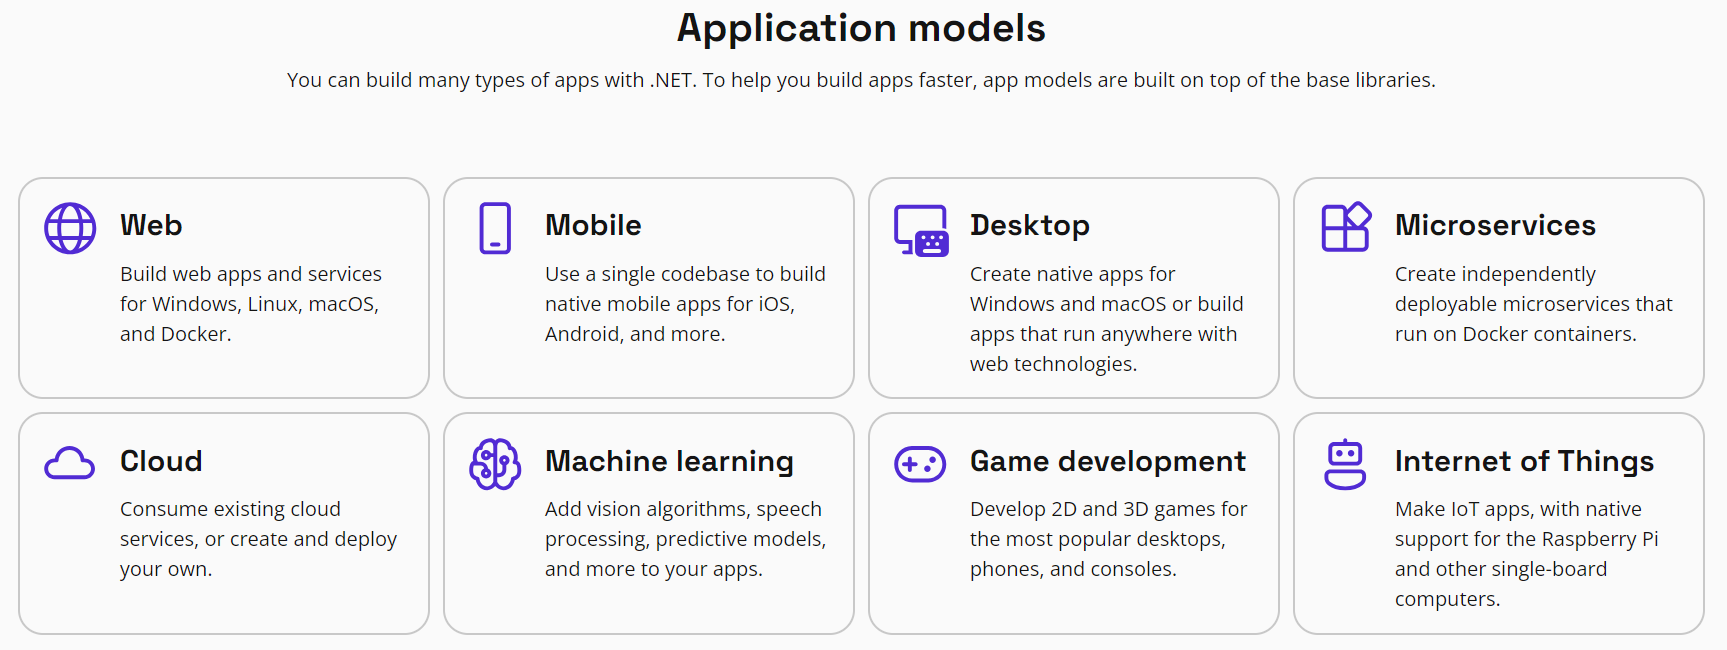 Application models
You can build many types of apps with .NET. To help you build apps faster, app models are built on top of the base libraries.
Web
Build web apps and services
for Windows, Linux, macOS,
and Docker.
Mobile
Use a single codebase to build
native mobile apps for iOS,
Android, and more.
Desktop
Create native apps for
Windows and macOS or build
apps that run anywhere with
web technologies.
Microservices
Create independently
deployable microservices that
run on Docker containers.
Cloud
Consume existing cloud
services, or create and deploy
your own.
Machine learning
Add vision algorithms, speech
processing, predictive models,
and more to your apps.
Game development
Develop 2D and 3D games for
the most popular desktops,
phones, and consoles.
Internet of Things
Make IoT apps, with native
support for the Raspberry Pi
and other single-board
computers.